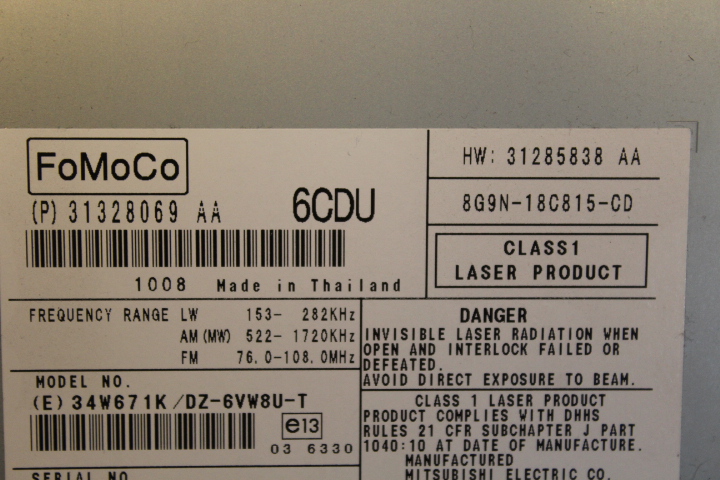 FoMoCo
(P) 31328069 AA 6CDU
1008 Made in Thailand
HW: 31285838 AA
8G9N-18C815-CD
CLASS1
LASER PRODUCT
FREQUENCY RANGE LW 153- 282KHz
AM(MW) 522- 1720KHz
FM 76.0-108.0MHz
MODEL NO.
(E) 34W671K/DZ-6VW8U-T
e13
03 6330
SERIAL NO
DANGER
INVISIBLE LASER RADIATION WHEN
OPEN AND INTERLOCK FAILED OR
DEFEATED.
AVOID DIRECT EXPOSURE TO BEAM.
CLASS 1 LASER PRODUCT
PRODUCT COMPLIES WITH DHHS
RULES 21 CFR SUBCHAPTER J PART
1040:10 AT DATE OF MANUFACTURE.
MANUFACTURED
MITSUBISHI ELECTRIC CO.